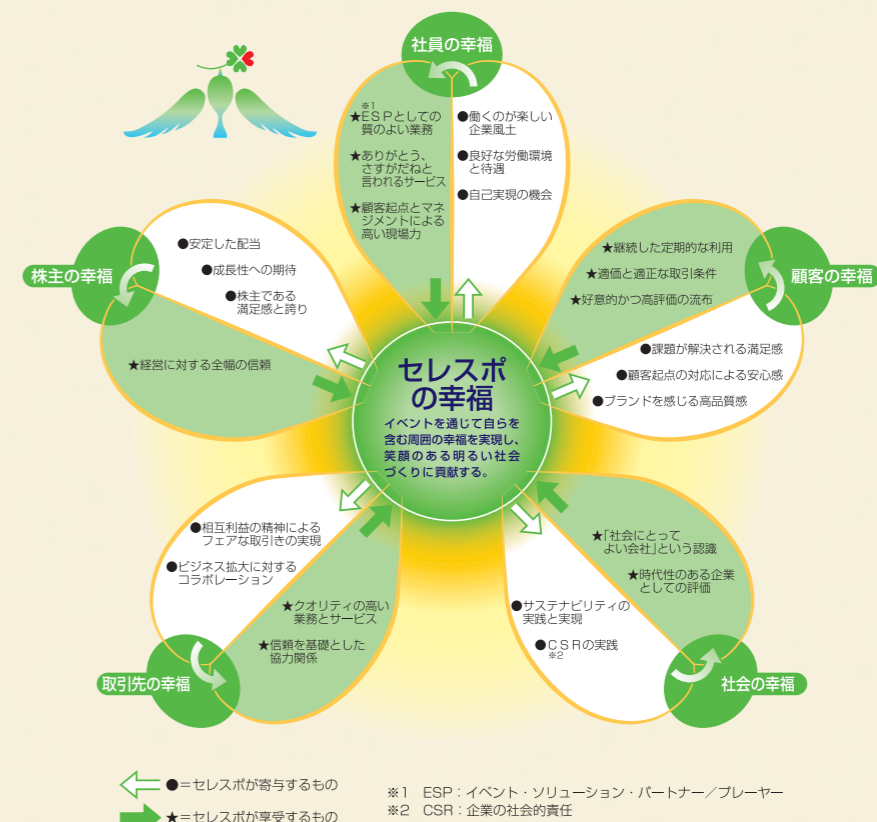 社員の幸福
※1
★ESPとしての
質のよい業務
★ありがとう、
さすがだねと
言われるサービス
★顧客起点とマネ
ジメントによる
高い現場力
●働くのが楽しい
企業風土
●良好な労働環境
と待遇
●自己実現の機会
株主の幸福
●安定した配当
●成長性への期待
●株主である
満足感と誇り
★経営に対する全幅の信頼
顧客の幸福
★継続した定期的な利用
★適価と適正な取引条件
★好意的かつ高評価の流布
●課題が解決される満足感
●顧客起点の対応による安心感
●ブランドを感じる高品質感
セレスポ
の幸福
イベントを通じて自らを
含む周囲の幸福を実現し、
笑顔のある明るい社会
づくりに貢献する。
●相互利益の精神による
フェアな取引きの実現
●ビジネス拡大に対する
コラボレーション
★クオリティの高い
業務とサービス
★信頼を基礎とした
協力関係
取引先の幸福
★「社会にとって
よい会社」という認識
★時代性のある企業
としての評価
●サステナビリティの
実践と実現
●CSRの実践
※2
社会の幸福
●=セレスポが寄与するもの
★=セレスポが享受するもの
※1 ESP:イベント・ソリューション・パートナー/プレーヤー
※2 CSR:企業の社会的責任